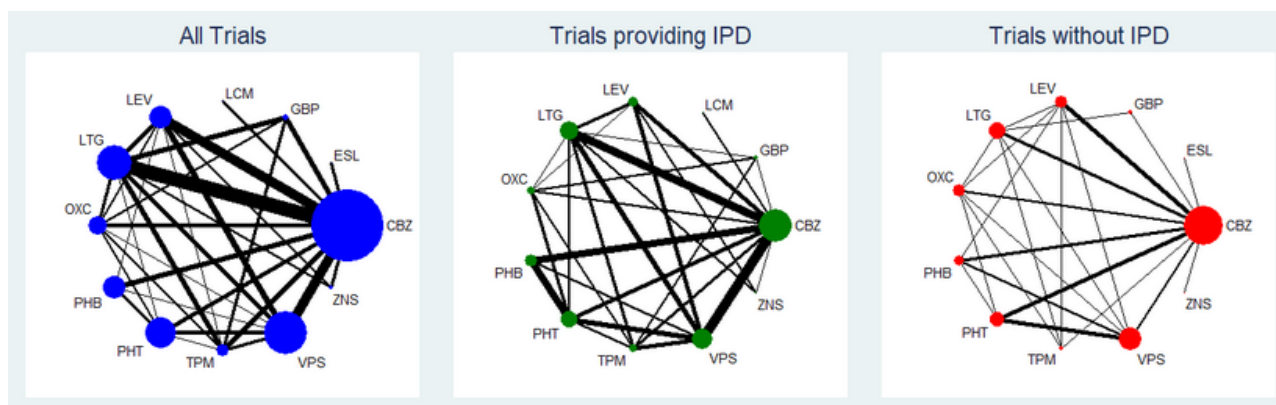 All Trials
LCM
LEV
GBP
LTG
ESL
OXC
CBZ
PHB
ZNS
PHT
TPM
VPS
Trials providing IPD
LEV
LCM
LTG
GBP
OXC
CBZ
PHB
ZNS
PHT
TPM
VPS
Trials without IPD
LEV
GBP
LTG
ESL
OXC
CBZ
PHB
ZNS
PHT
TPM
VPS